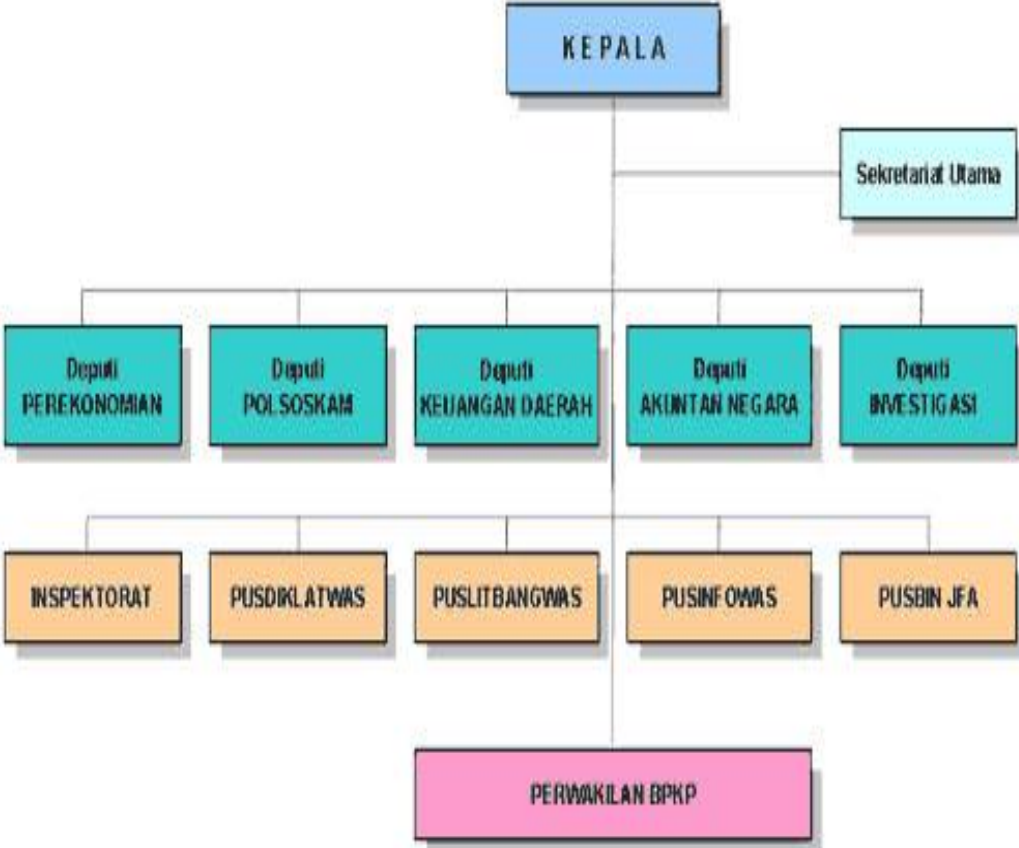 KEPALA
Sekretariat Utama
Deputi
PEREKONOMIAN
Deputi
POLSOSKAM
Deputi
KEUANGAN DAERAH
Deputi
AKUNTAN NEGARA
Deputi
INVESTIGASI
INSPEKTORAT
PUSDIKLATWAS
PUSLITBANGWAS
PUSINFOWAS
PUSBIN JFA
PERWAKILAN BPKP